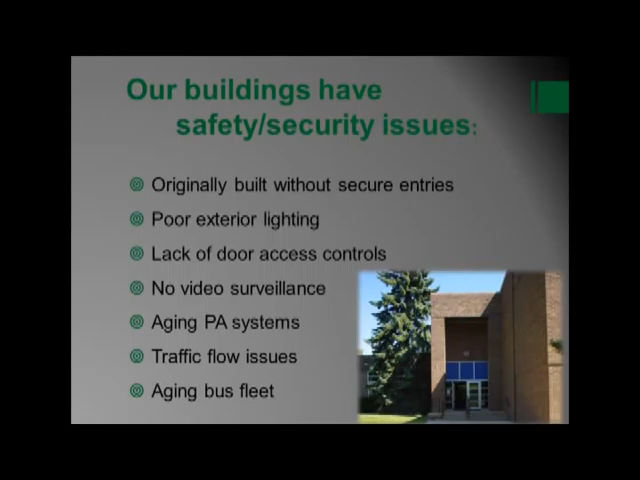 Our buildings have
safety/security issues:
Originally built without secure entries
Poor exterior lighting
Lack of door access controls
No video surveillance
Aging PA systems
Traffic flow issues
Aging bus fleet